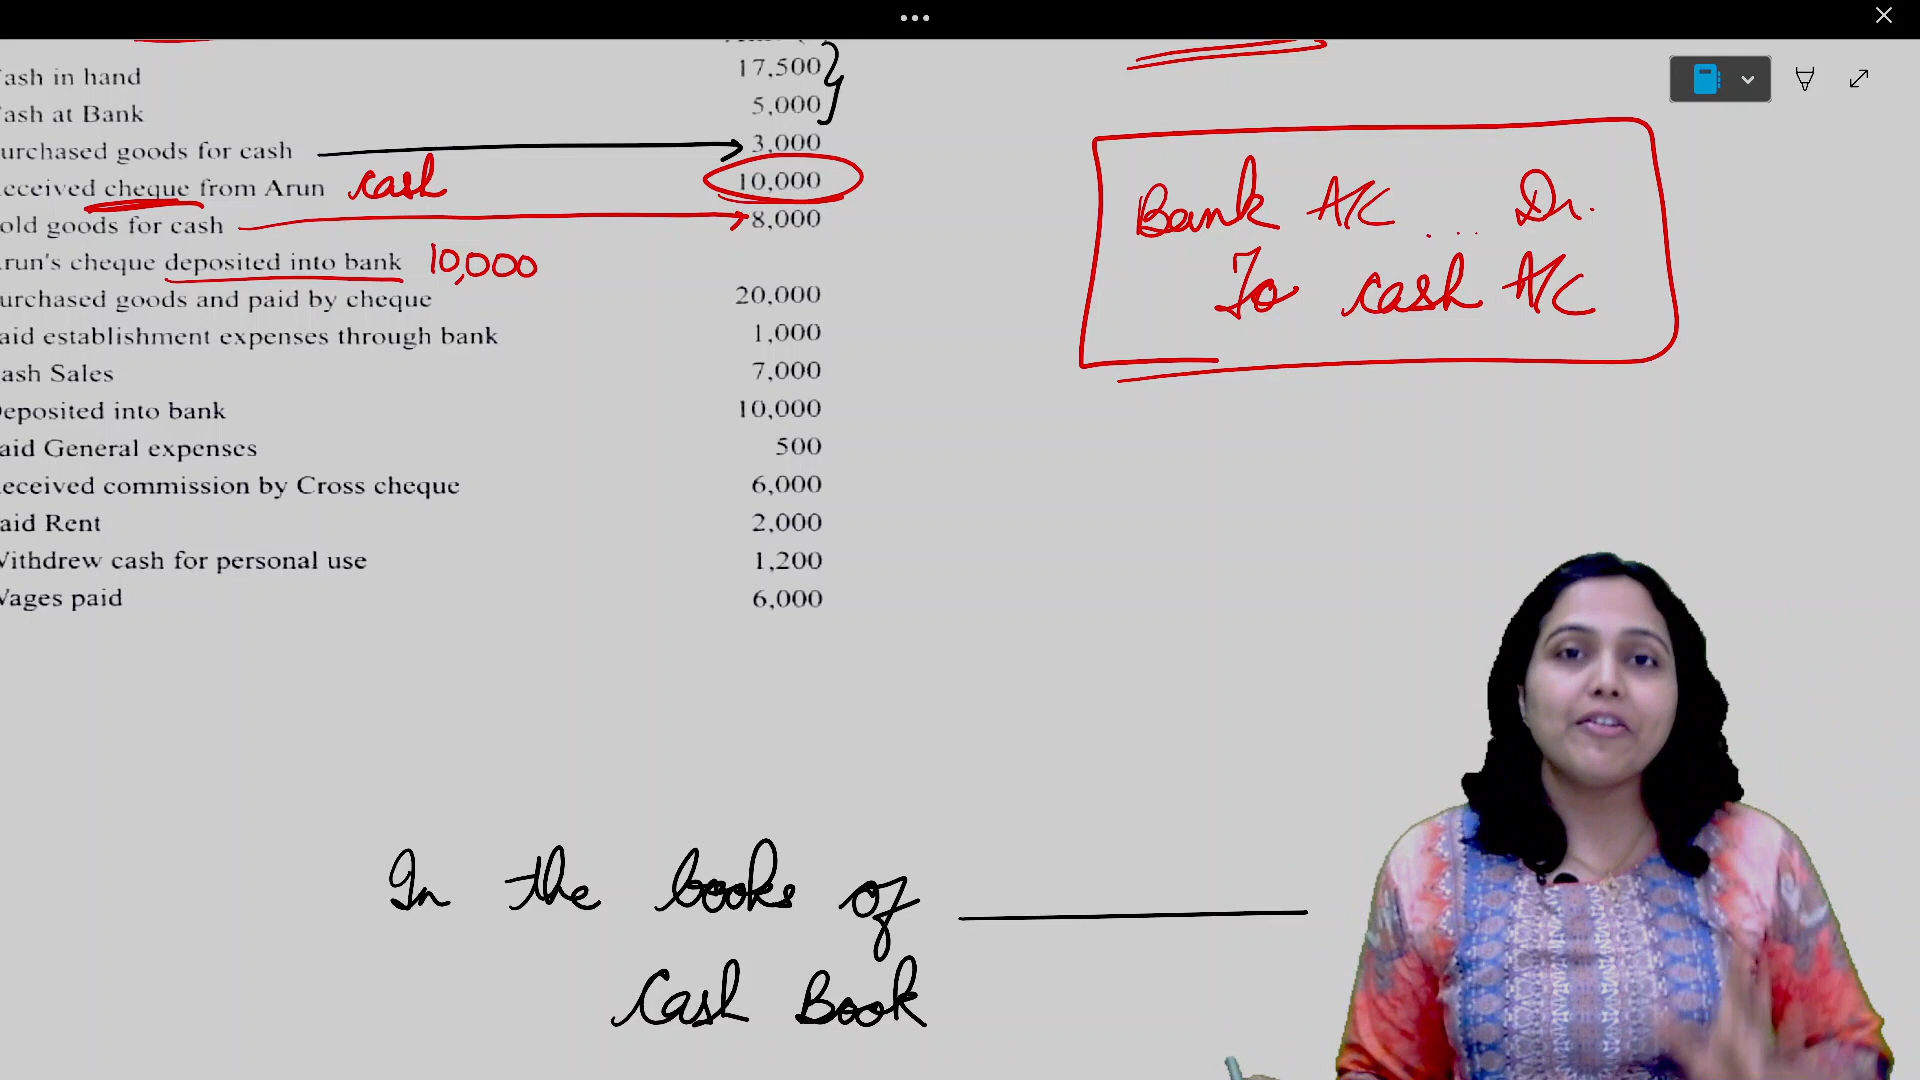 ash in hand 17,500
ash at Bank 5,000
urchased goods for cash 3,000
eceived cheque from Arun cash 10,000
old goods for cash 8,000
run's cheque deposited into bank 10,000
urchased goods and paid by cheque 20,000
aid establishment expenses through bank 1,000
ash Sales 7,000
eposited into bank 10,000
aid General expenses 500
eceived commission by Cross cheque 6,000
aid Rent 2,000
Withdrew cash for personal use 1,200
Wages paid 6,000
Bank A/C ... Dr.
To cash A/C
In the books of
Cash Book